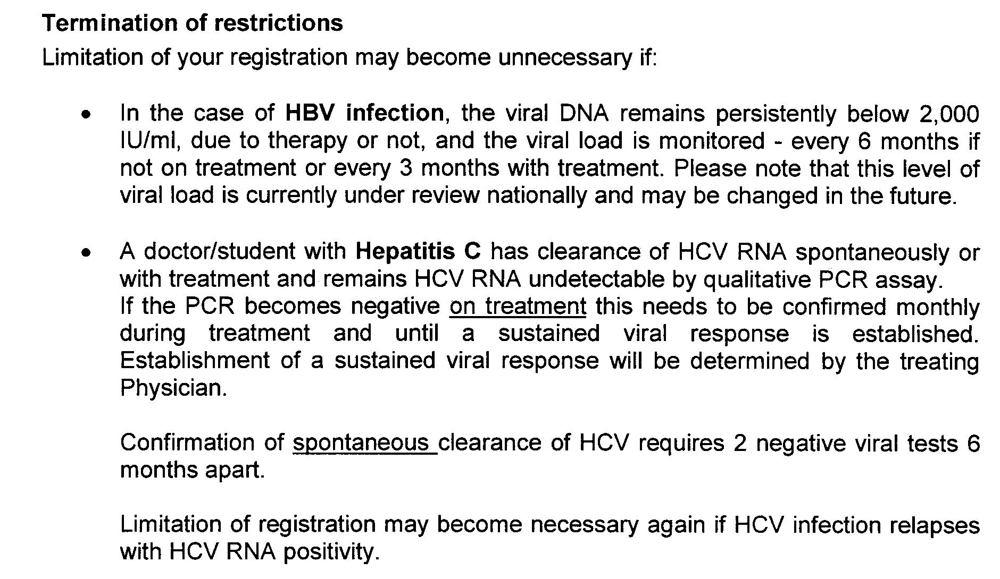 Termination of restrictions
Limitation of your registration may become unnecessary if:
• In the case of HBV infection, the viral DNA remains persistently below 2,000
IU/ml, due to therapy or not, and the viral load is monitored - every 6 months if
not on treatment or every 3 months with treatment. Please note that this level of
viral load is currently under review nationally and may be changed in the future.
• A doctor/student with Hepatitis C has clearance of HCV RNA spontaneously or
with treatment and remains HCV RNA undetectable by qualitative PCR assay.
If the PCR becomes negative on treatment this needs to be confirmed monthly
during treatment and until a sustained viral response is established.
Establishment of a sustained viral response will be determined by the treating
Physician.
Confirmation of spontaneous clearance of HCV requires 2 negative viral tests 6
months apart.
Limitation of registration may become necessary again if HCV infection relapses
with HCV RNA positivity.